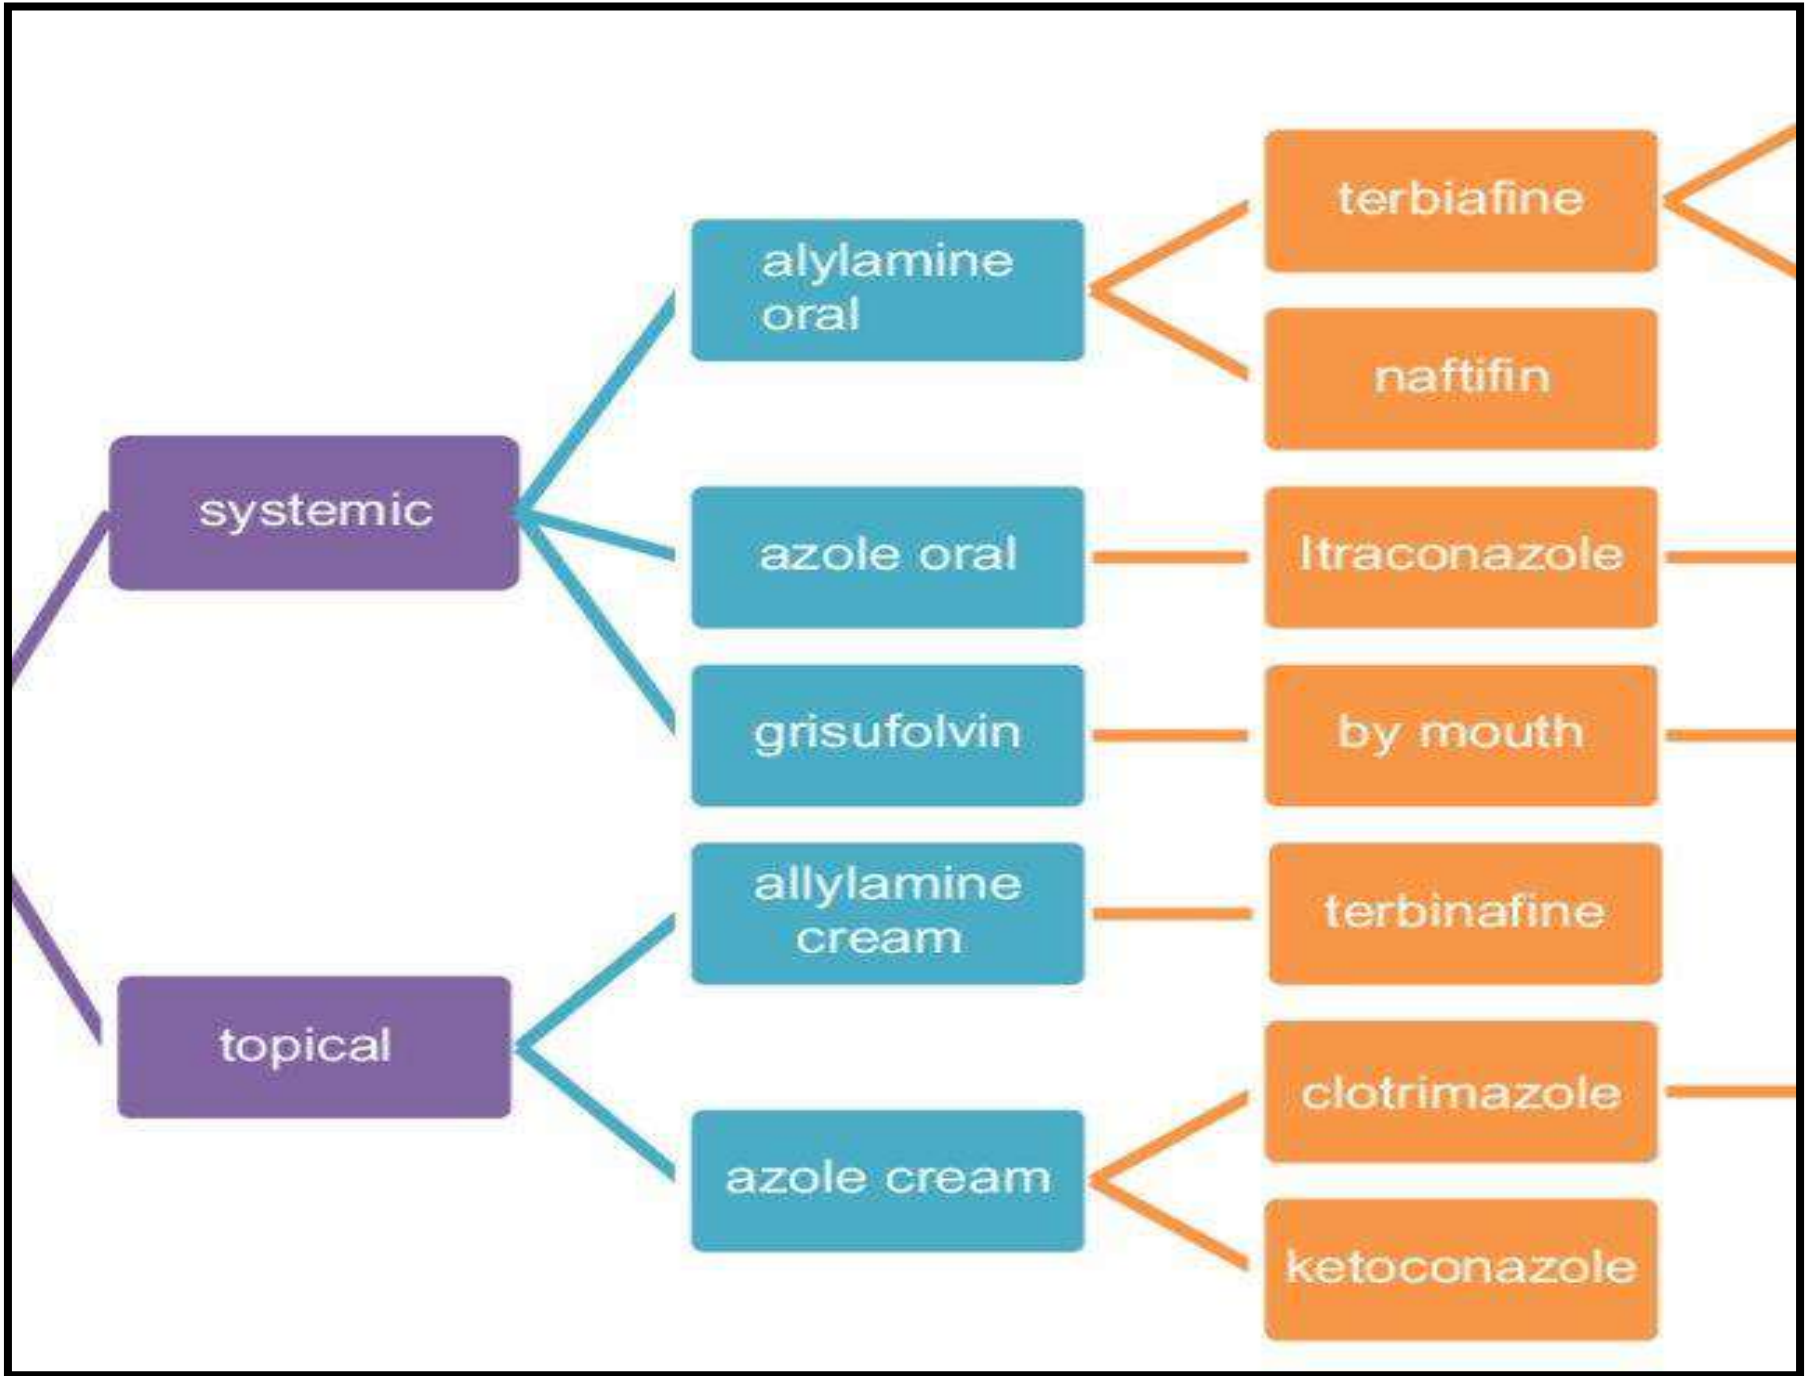 systemic
topical
alylamine
oral
azole oral
grisufolvin
allylamine
cream
azole cream
terbiafine
naftifin
Itraconazole
by mouth
terbinafine
clotrimazole
ketoconazole